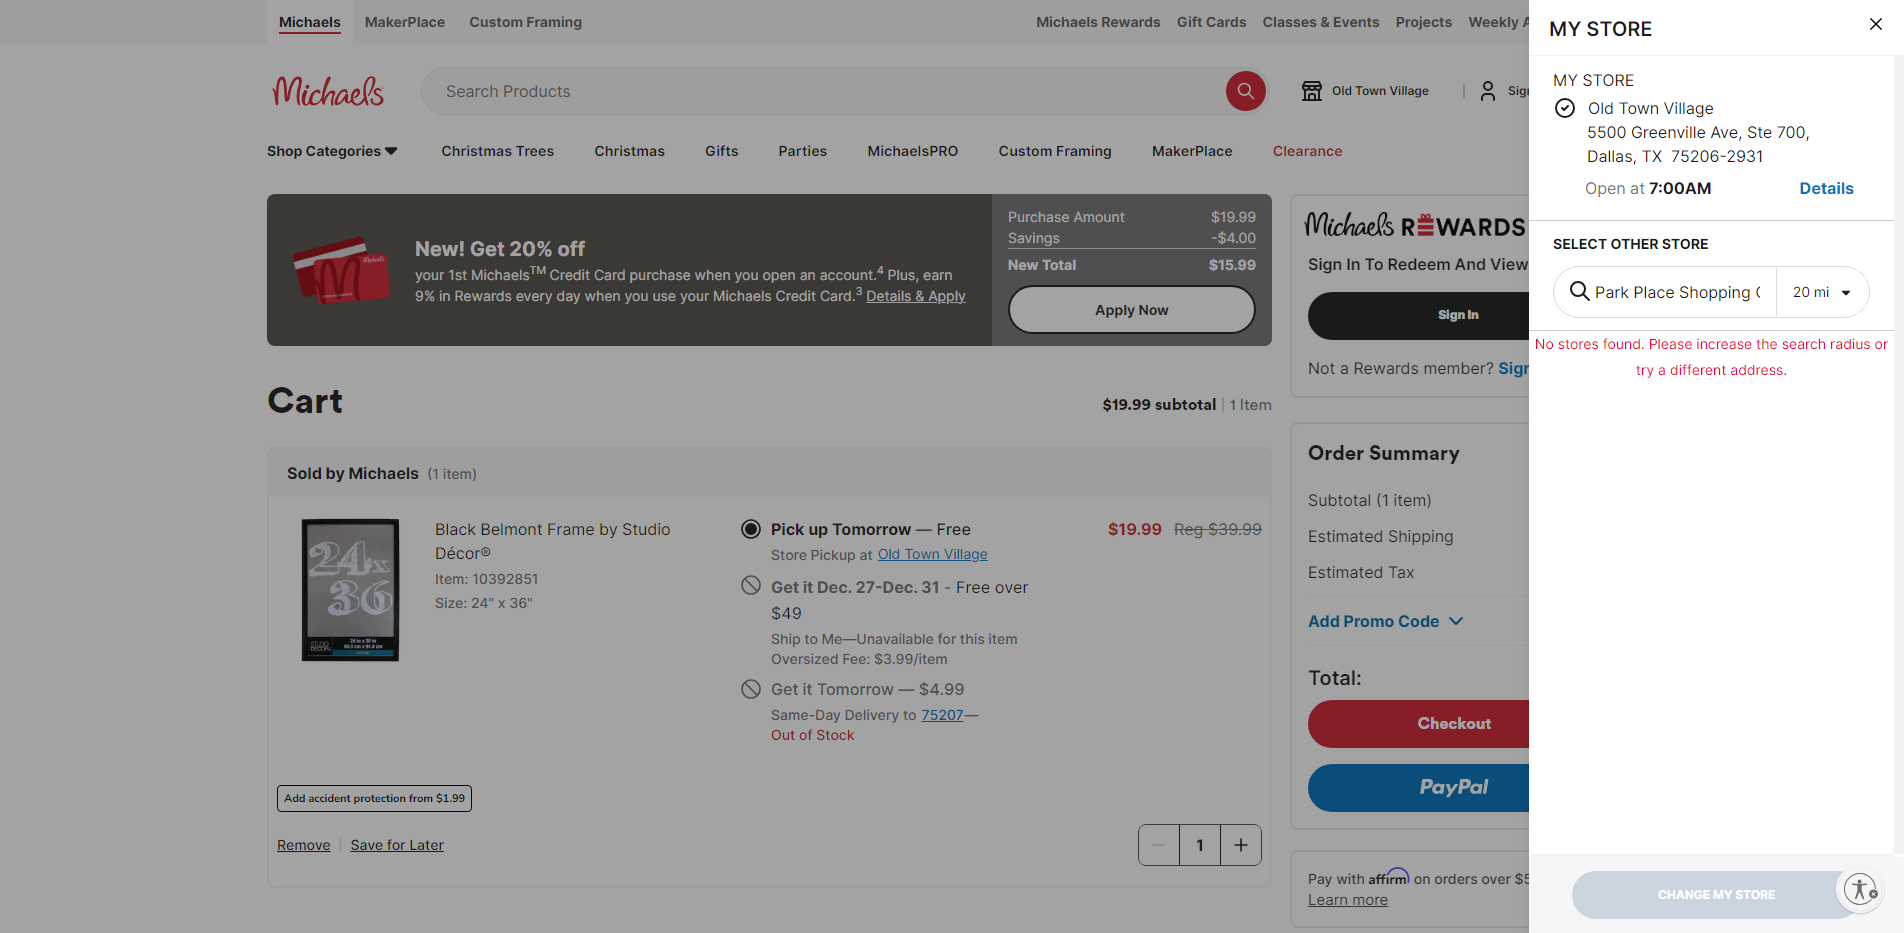 Michaels
MakerPlace
Custom Framing
Michaels Rewards
Gift Cards
Classes & Events
Projects
Weekly A
Michaels
Search Products
Old Town Village
Sign
Shop Categories
Christmas Trees
Christmas
Gifts
Parties
MichaelsPRO
Custom Framing
MakerPlace
Clearance
Michaels
New! Get 20% off
your 1st Michaels™ Credit Card purchase when you open an account.4 Plus, earn
9% in Rewards every day when you use your Michaels Credit Card.3 Details & Apply
Purchase Amount $19.99
Savings -$4.00
New Total $15.99
Apply Now
Michaels REWARDS
Sign In To Redeem And View
Sign In
Not a Rewards member? Sign
Cart
$19.99 subtotal | 1 Item
Sold by Michaels (1 item)
24x
36
STUDIO DECOR
24 in x 36 in
Black Belmont Frame by Studio
Décor®
Item: 10392851
Size: 24" x 36"
Pick up Tomorrow — Free
Store Pickup at Old Town Village
Get it Dec. 27-Dec. 31 - Free over
$49
Ship to Me—Unavailable for this item
Oversized Fee: $3.99/item
Get it Tomorrow — $4.99
Same-Day Delivery to 75207—
Out of Stock
$19.99 Reg $39.99
Add accident protection from $1.99
Remove | Save for Later
1
Order Summary
Subtotal (1 item)
Estimated Shipping
Estimated Tax
Add Promo Code
Total:
Checkout
PayPal
Pay with affirm on orders over $5
Learn more
MY STORE
MY STORE
Old Town Village
5500 Greenville Ave, Ste 700,
Dallas, TX 75206-2931
Open at 7:00AM
Details
SELECT OTHER STORE
Park Place Shopping C
20 mi
No stores found. Please increase the search radius or
try a different address.
CHANGE MY STORE